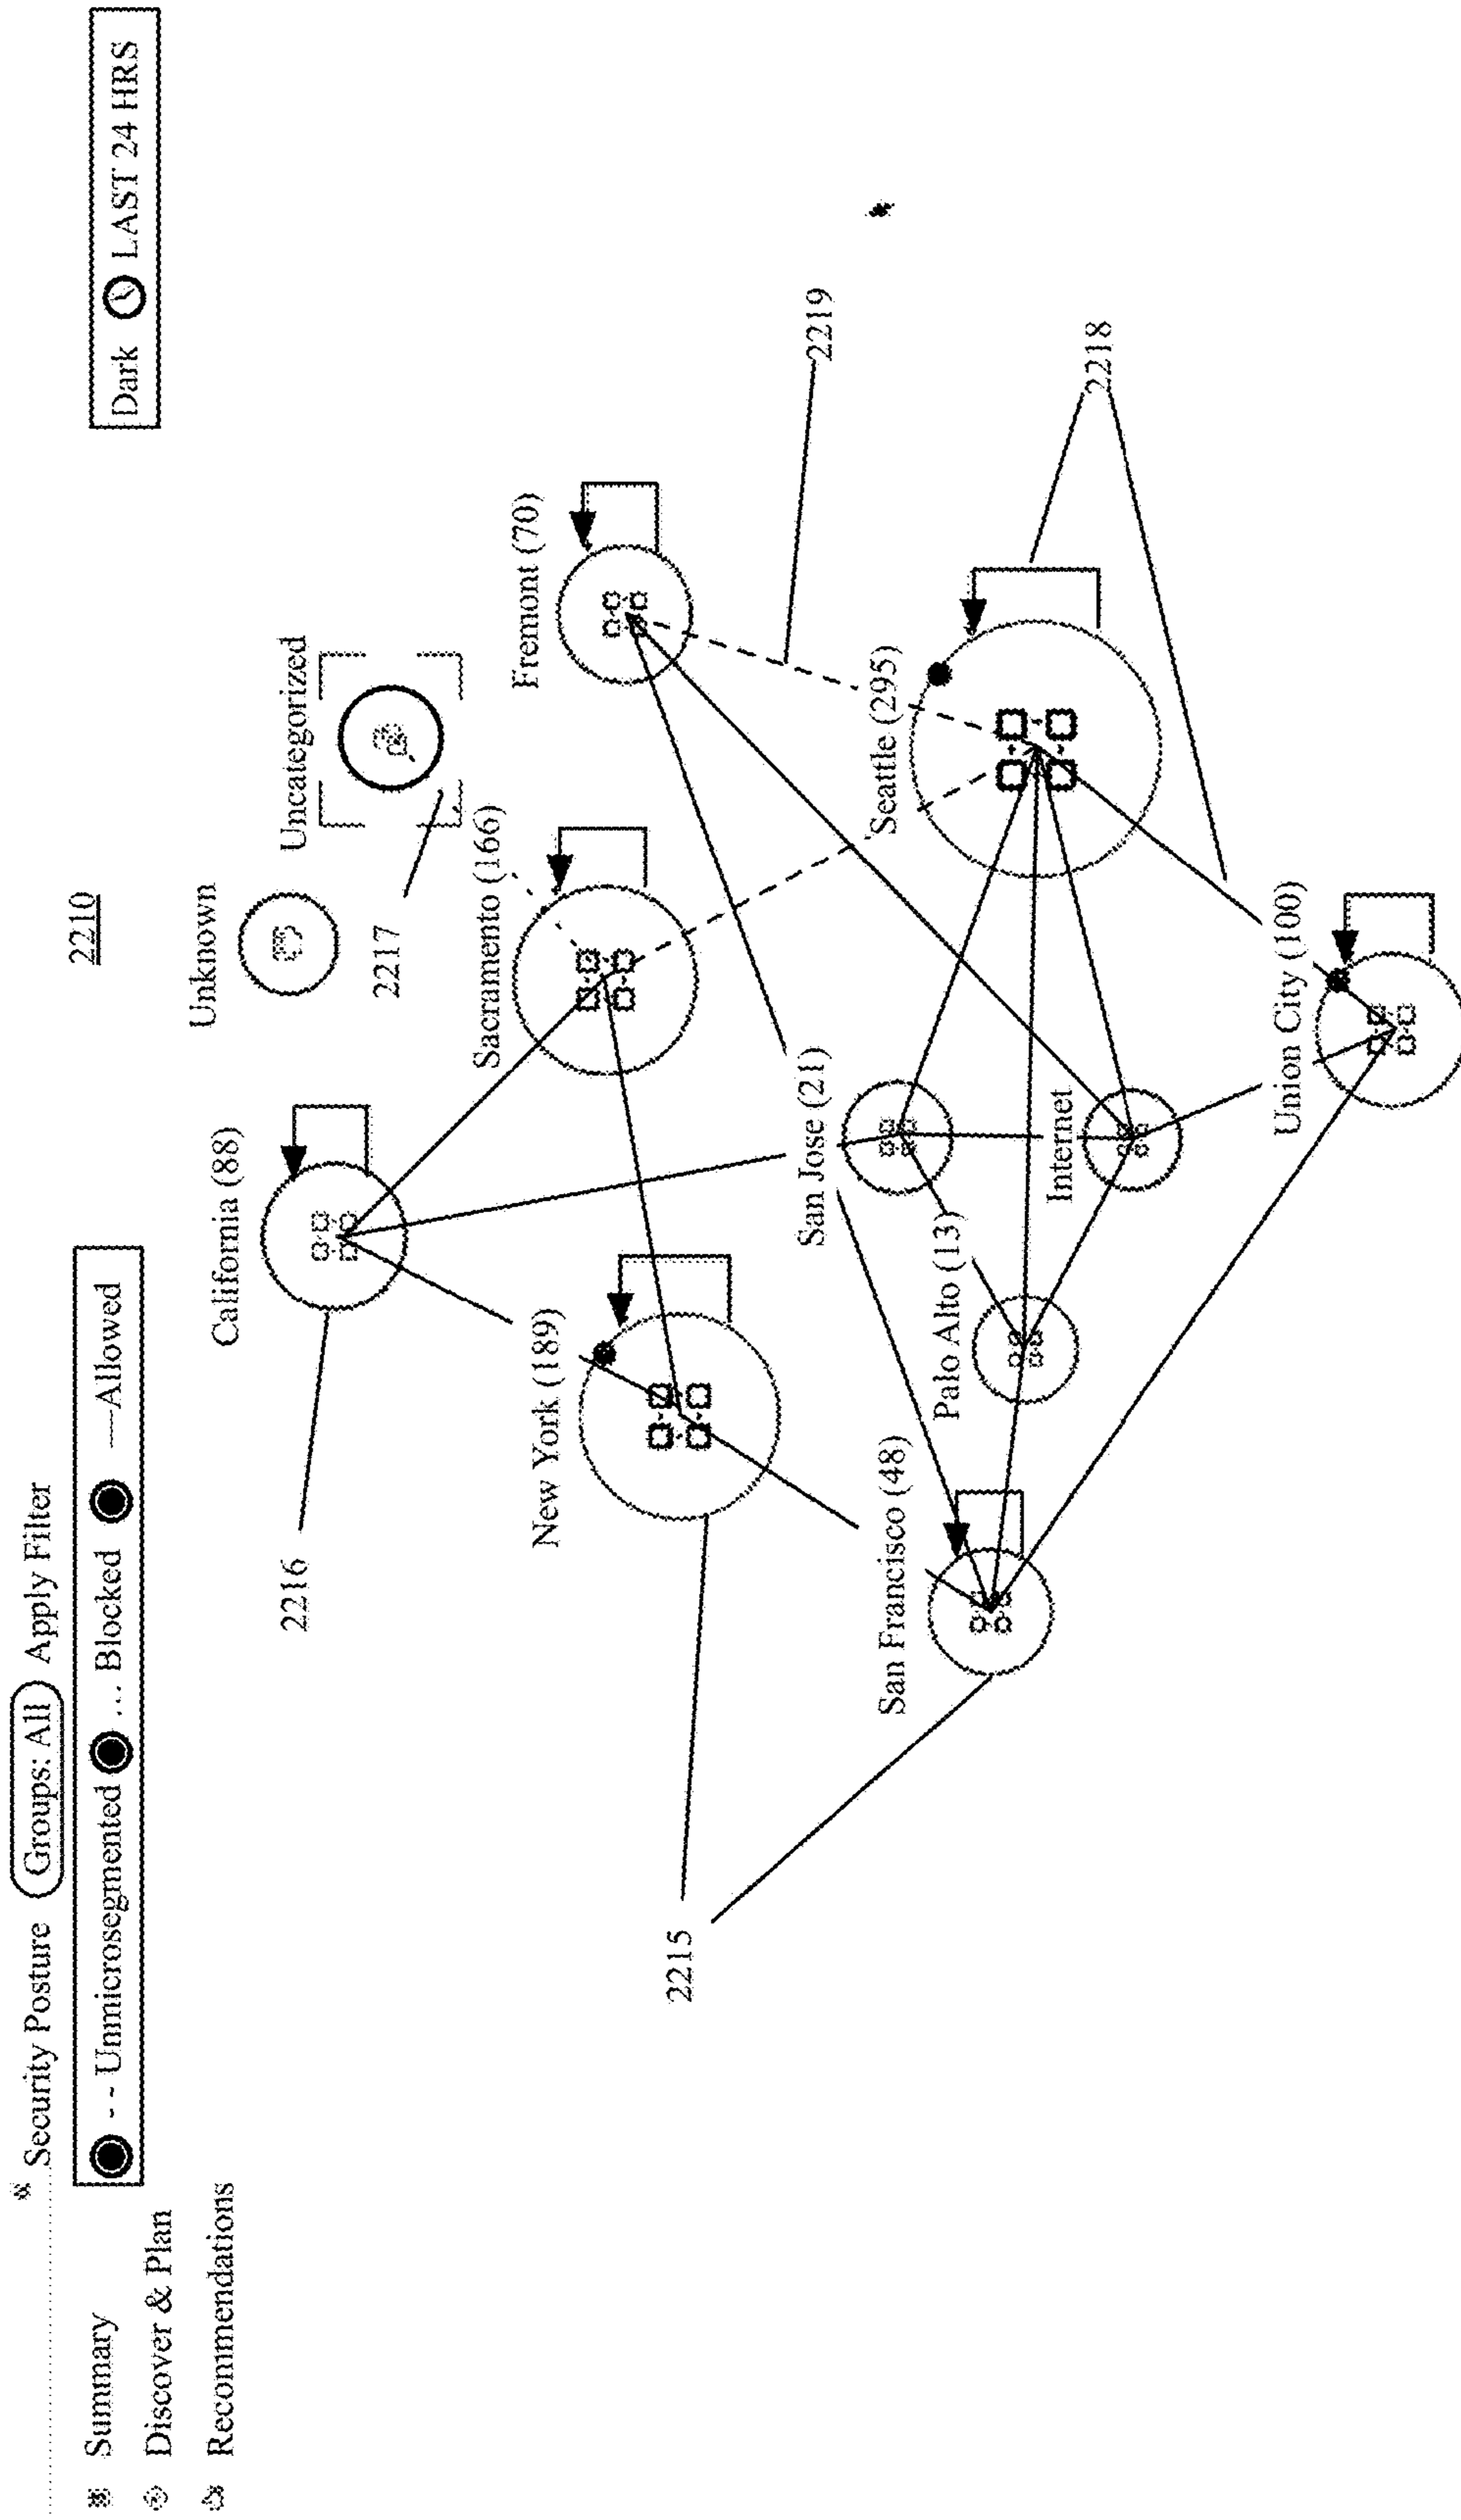 Security Posture Groups: All Apply Filter
- - Unmicrosegmented ... Blocked —Allowed
2210
Dark LAST 24 HRS
Summary
Discover & Plan
Recommendations
Unknown
California (88)
Uncategorized
2216
2217
Sacramento (166)
Fremont (70)
New York (189)
2215
San Jose (21)
2219
San Francisco (48)
Seattle (295)
Palo Alto (13)
Internet
2218
Union City (100)